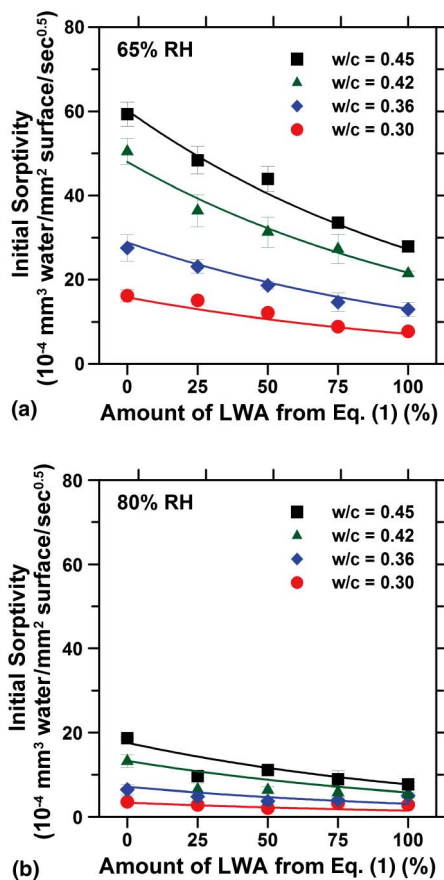 65% RH
w/c = 0.45
w/c = 0.42
w/c = 0.36
w/c = 0.30
Initial Sorptivity
(10⁻⁴ mm³ water/mm² surface/sec⁰·⁵)
80
60
40
20
0
0 25 50 75 100
(a)
Amount of LWA from Eq. (1) (%)
80% RH
w/c = 0.45
w/c = 0.42
w/c = 0.36
w/c = 0.30
Initial Sorptivity
(10⁻⁴ mm³ water/mm² surface/sec⁰·⁵)
80
60
40
20
0
0 25 50 75 100
(b)
Amount of LWA from Eq. (1) (%)